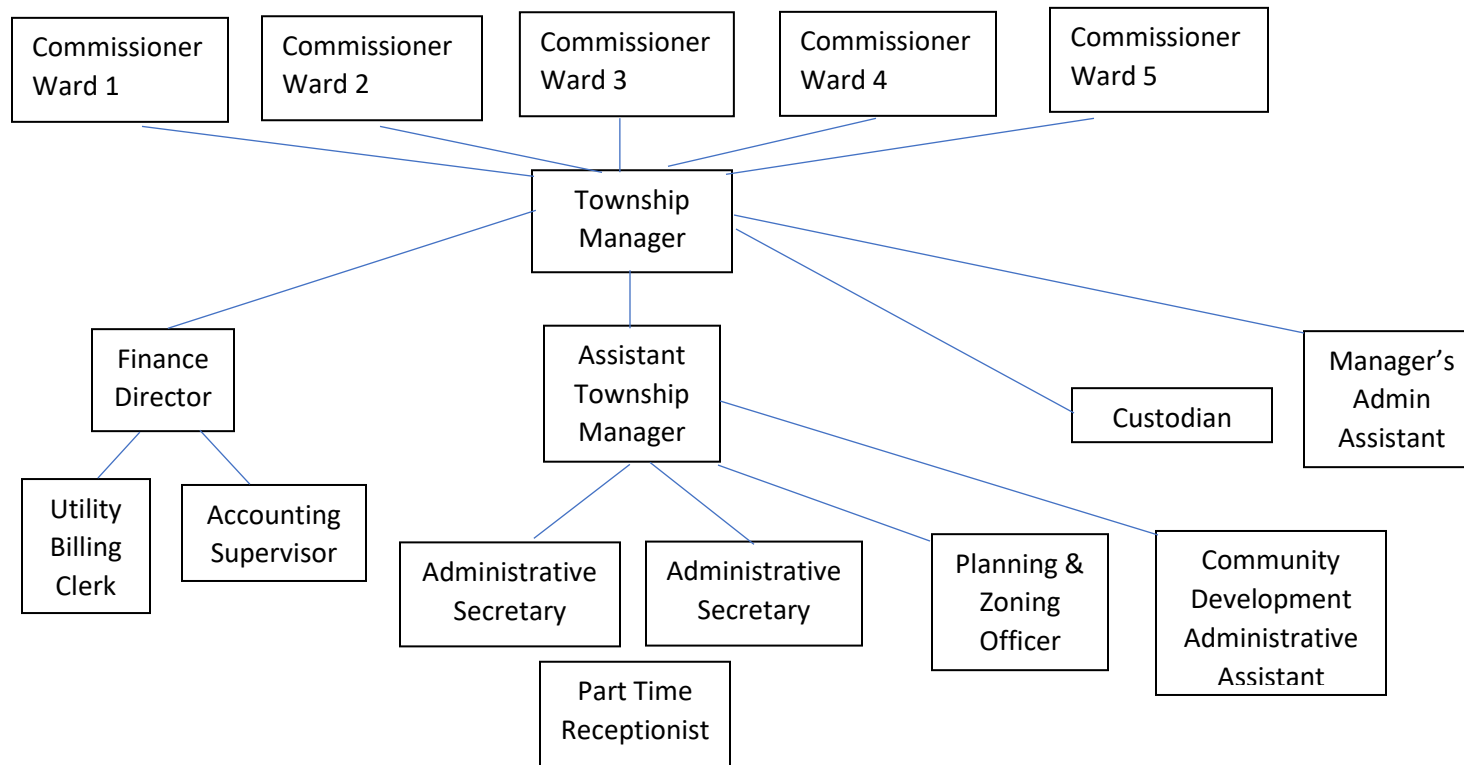 Commissioner
Ward 1
Commissioner
Ward 2
Commissioner
Ward 3
Commissioner
Ward 4
Commissioner
Ward 5
Township
Manager
Finance
Director
Assistant
Township
Manager
Custodian
Manager’s
Admin
Assistant
Utility
Billing
Clerk
Accounting
Supervisor
Administrative
Secretary
Administrative
Secretary
Planning &
Zoning
Officer
Community
Development
Administrative
Assistant
Part Time
Receptionist